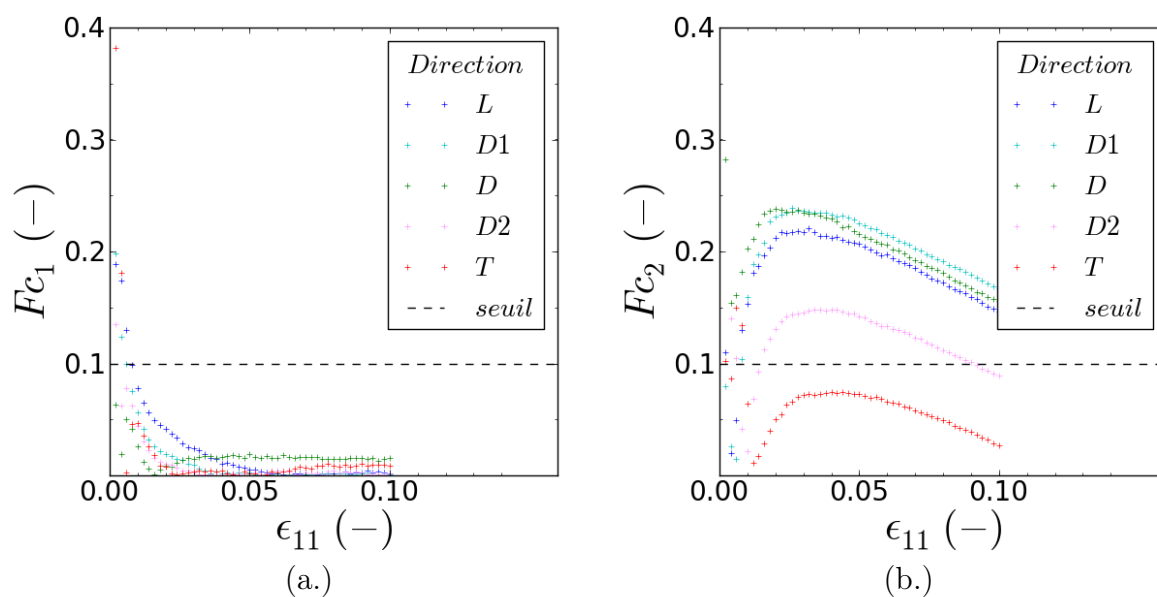 0.4
0.3
0.2
0.1
Fc₁ (−)
0.00
0.05
0.10
ϵ₁₁ (−)
Direction
L
D1
D
D2
T
seuil
(a.)
0.4
0.3
0.2
0.1
Fc₂ (−)
0.00
0.05
0.10
ϵ₁₁ (−)
Direction
L
D1
D
D2
T
seuil
(b.)